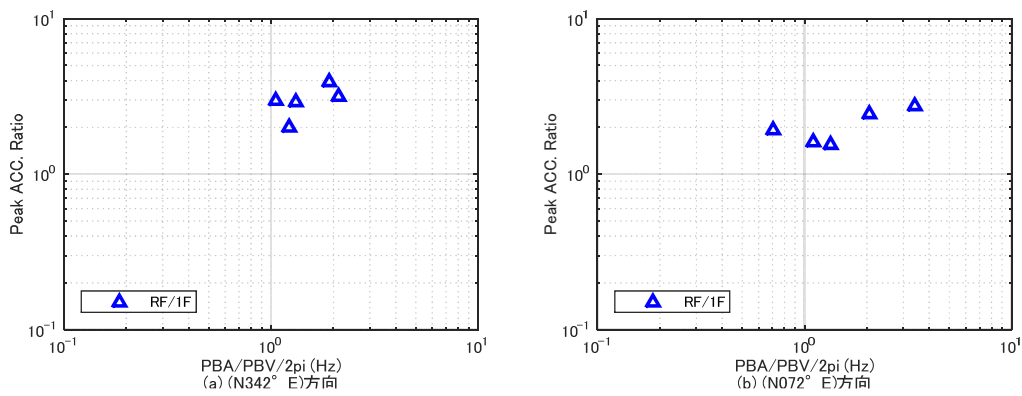 10^1
10^0
10^-1
Peak ACC. Ratio
RF/1F
10^-1
10^0
10^1
PBA/PBV/2pi (Hz)
(a) (N342° E)方向
10^1
10^0
10^-1
Peak ACC. Ratio
RF/1F
10^-1
10^0
10^1
PBA/PBV/2pi (Hz)
(b) (N072° E)方向